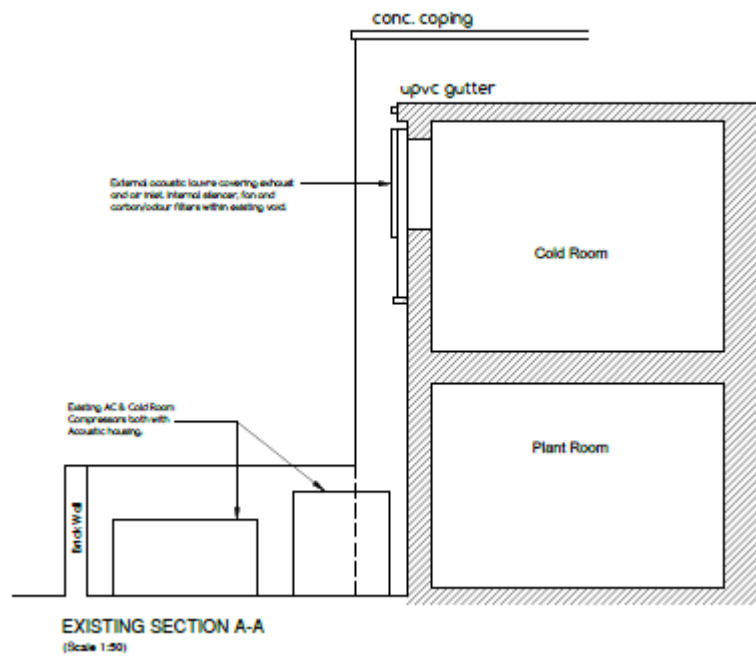 conc. coping
upvc gutter
External acoustic louvre covering exhaust
and air inlet. Internal silencer, fan and
carbon/odour filters within existing void.
Cold Room
Existing AC & Cold Room
Compressors both with
Acoustic housing.
Plant Room
Brick Wall
EXISTING SECTION A-A
(Scale 1:50)